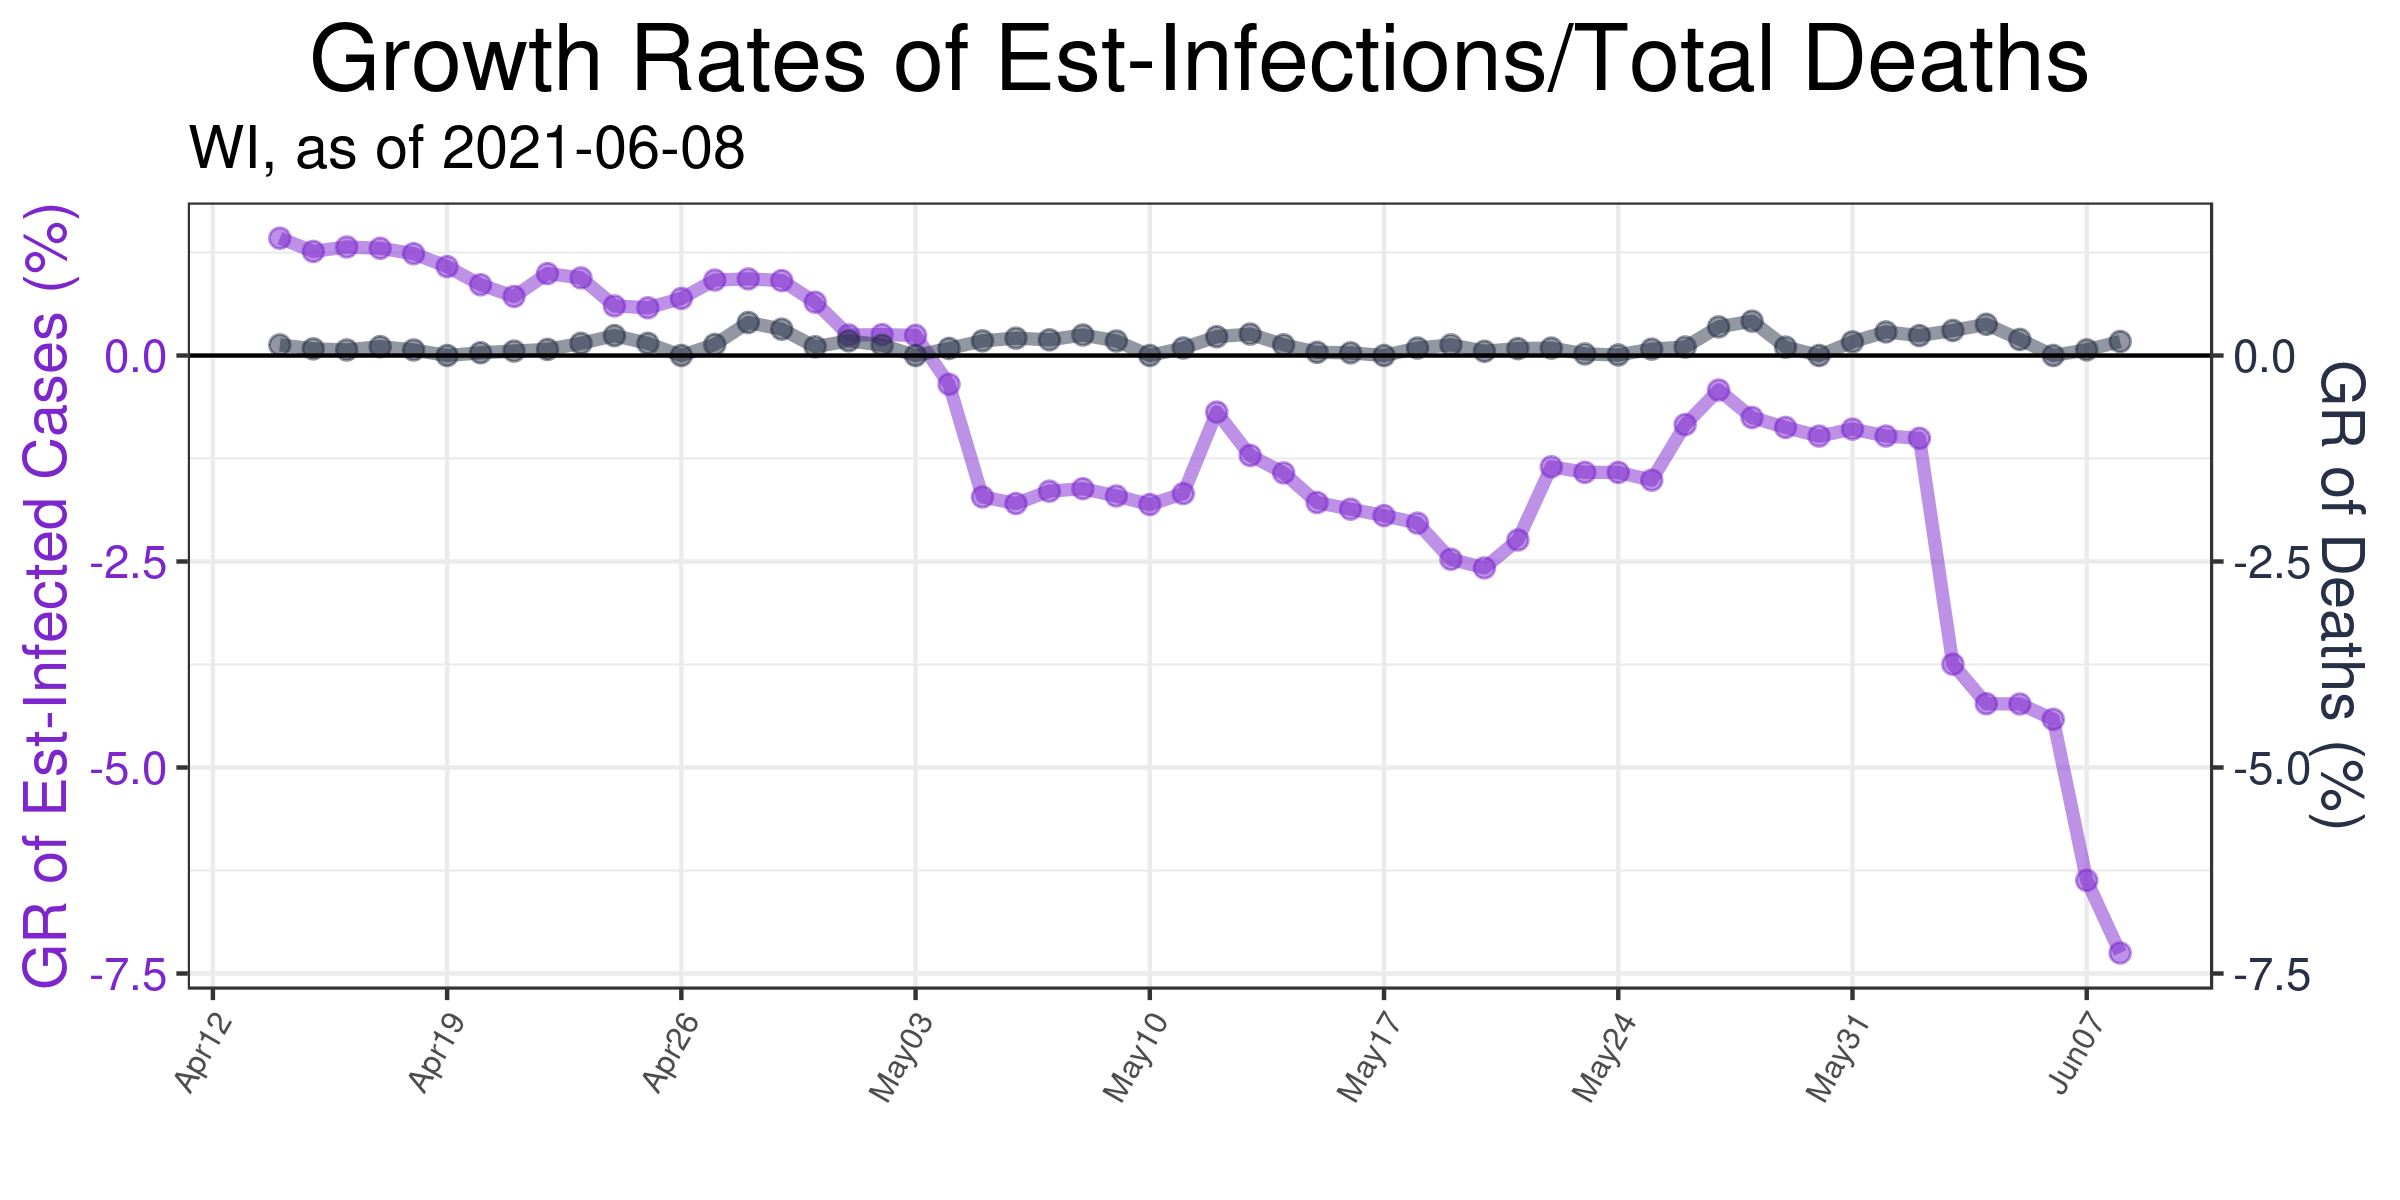 Growth Rates of Est-Infections/Total Deaths
WI, as of 2021-06-08
GR of Est-Infected Cases (%)
0.0
-2.5
-5.0
-7.5
0.0
-2.5
-5.0
-7.5
GR of Deaths (%)
Apr12
Apr19
Apr26
May03
May10
May17
May24
May31
Jun07